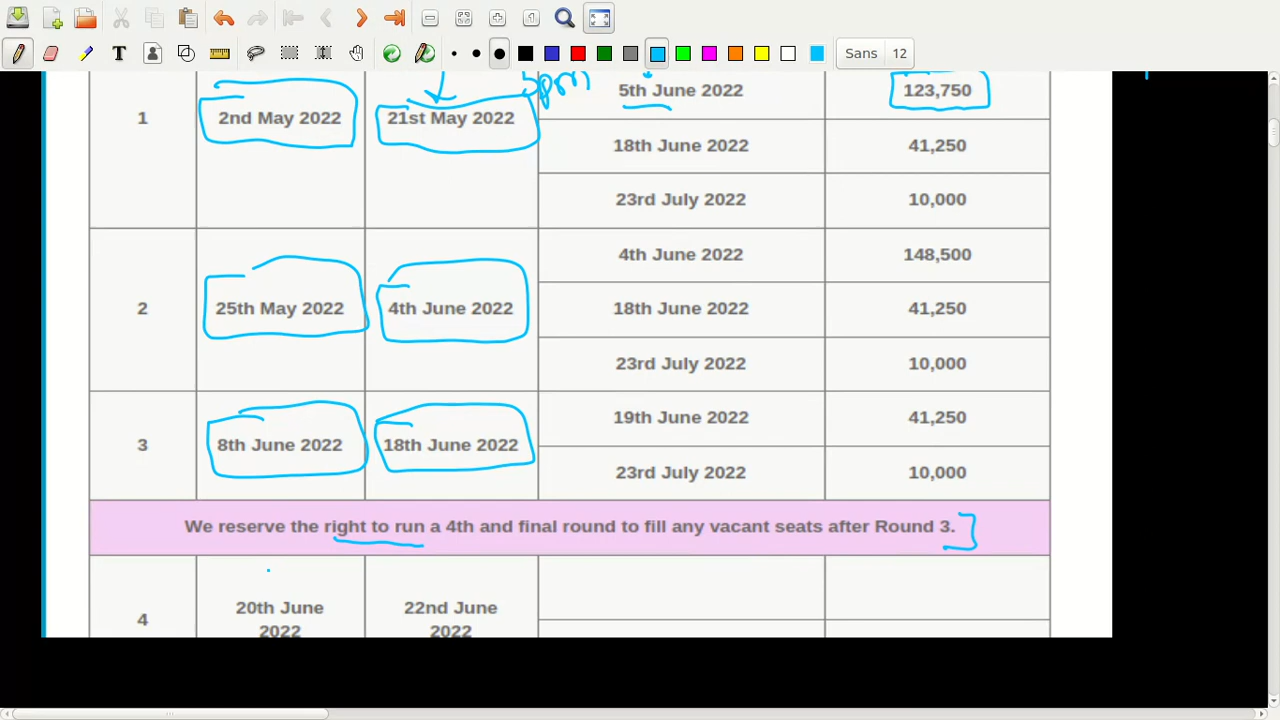 Sans 12
5pm
1 2nd May 2022 21st May 2022 5th June 2022 123,750
18th June 2022 41,250
23rd July 2022 10,000
2 25th May 2022 4th June 2022 4th June 2022 148,500
18th June 2022 41,250
23rd July 2022 10,000
3 8th June 2022 18th June 2022 19th June 2022 41,250
23rd July 2022 10,000
We reserve the right to run a 4th and final round to fill any vacant seats after Round 3.
4 20th June 2022 22nd June 2022